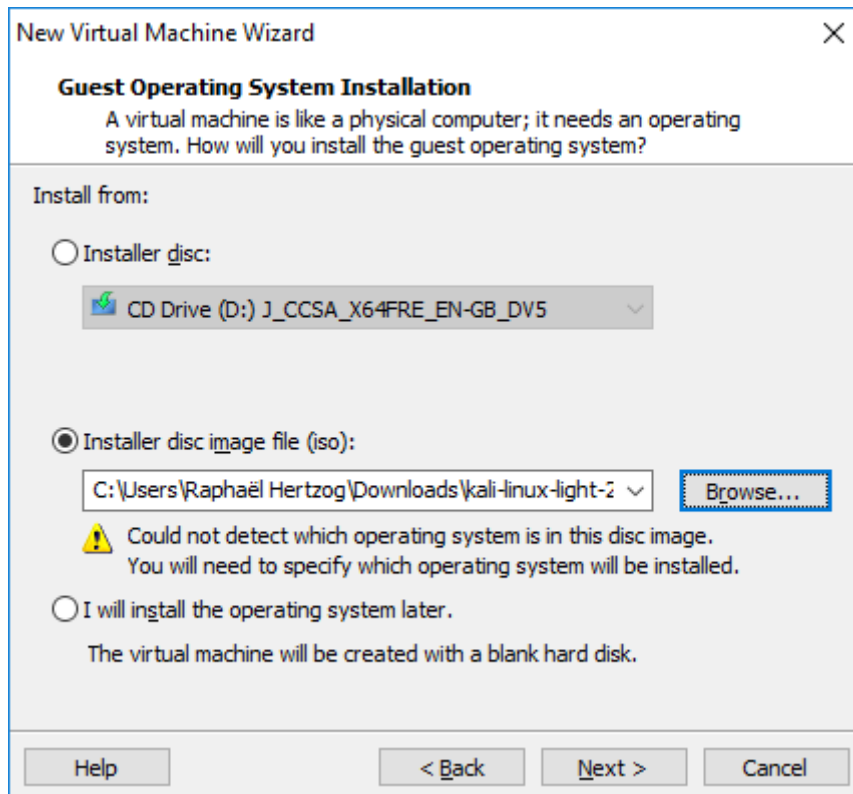 New Virtual Machine Wizard
Guest Operating System Installation
A virtual machine is like a physical computer; it needs an operating
system. How will you install the guest operating system?
Install from:
Installer disc:
CD Drive (D:) J_CCSA_X64FRE_EN-GB_DV5
Installer disc image file (iso):
C:\Users\Raphaël Hertzog\Downloads\kali-linux-light-2
Browse...
Could not detect which operating system is in this disc image.
You will need to specify which operating system will be installed.
I will install the operating system later.
The virtual machine will be created with a blank hard disk.
Help
< Back
Next >
Cancel